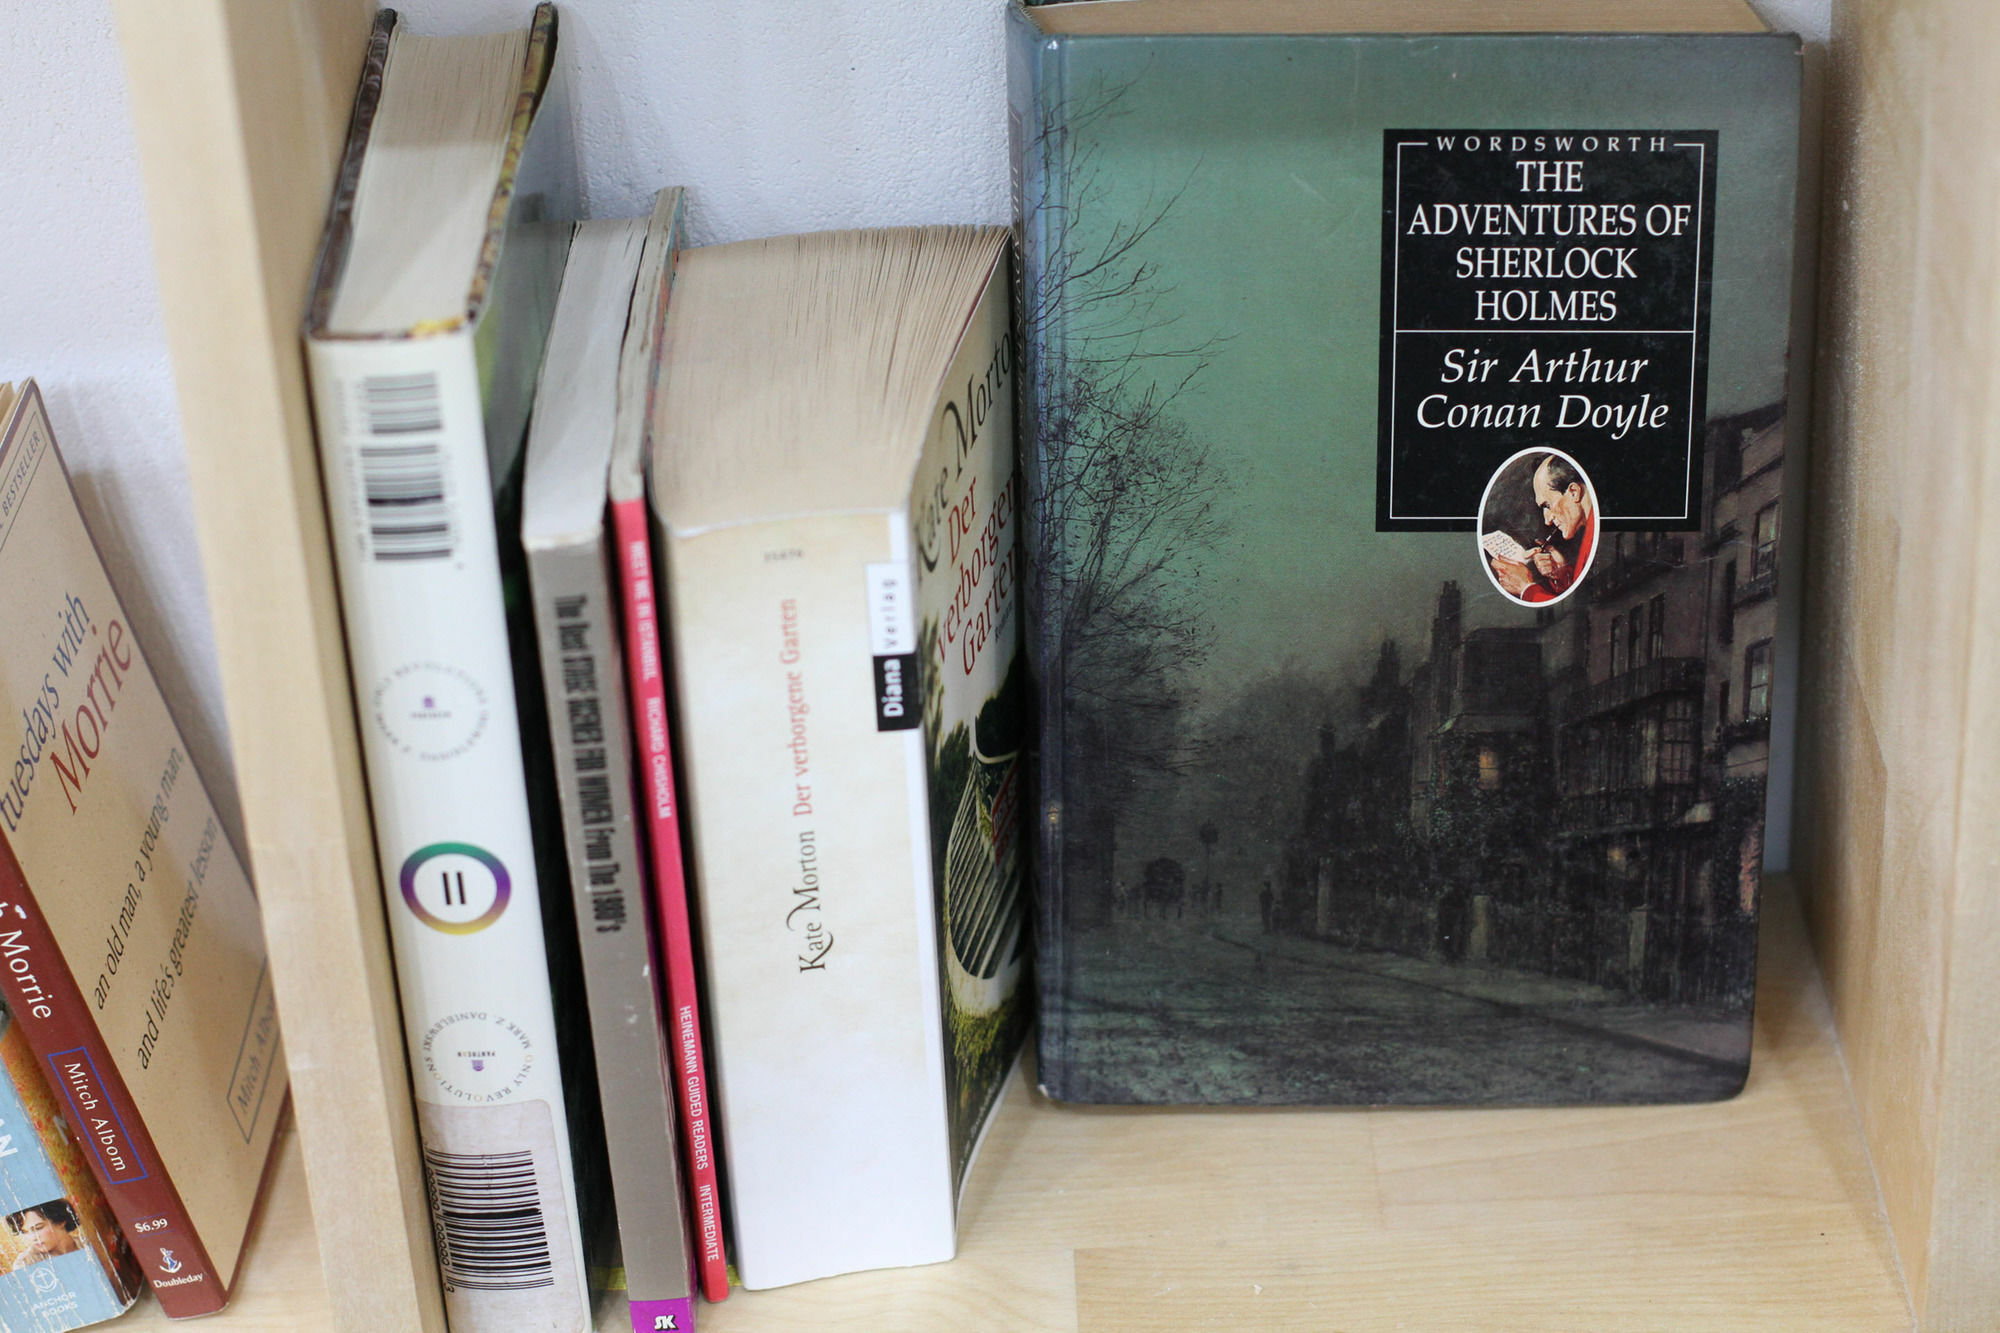 BESTSELLER
tuesdays with
Morrie
an old man, a young man,
and life's greatest lesson
Mitch
Morrie
Mitch Albom
$6.99
Doubleday
ANCHOR
BOOKS
II
PANTHEON
ONLY REVOLUTIONS
MARK Z. DANIELEWSKI
The Best STAGE SCENES FOR WOMEN From The 1980's
SK
MEET ME IN ISTANBUL RICHARD CHISHOLM HEINEMANN GUIDED READERS INTERMEDIATE
Kate Morton Der verborgene Garten
Diana Verlag
Kate Morton
Der
verborgene
Garten
WORDSWORTH
THE
ADVENTURES OF
SHERLOCK
HOLMES
Sir Arthur
Conan Doyle